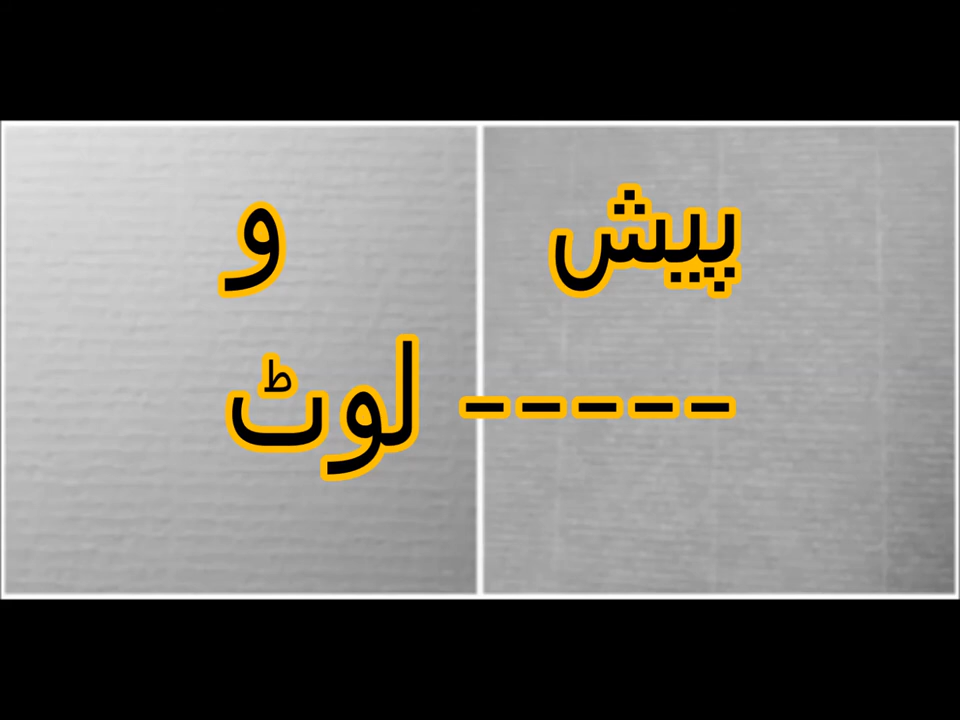 پیش و
----- لوٹ